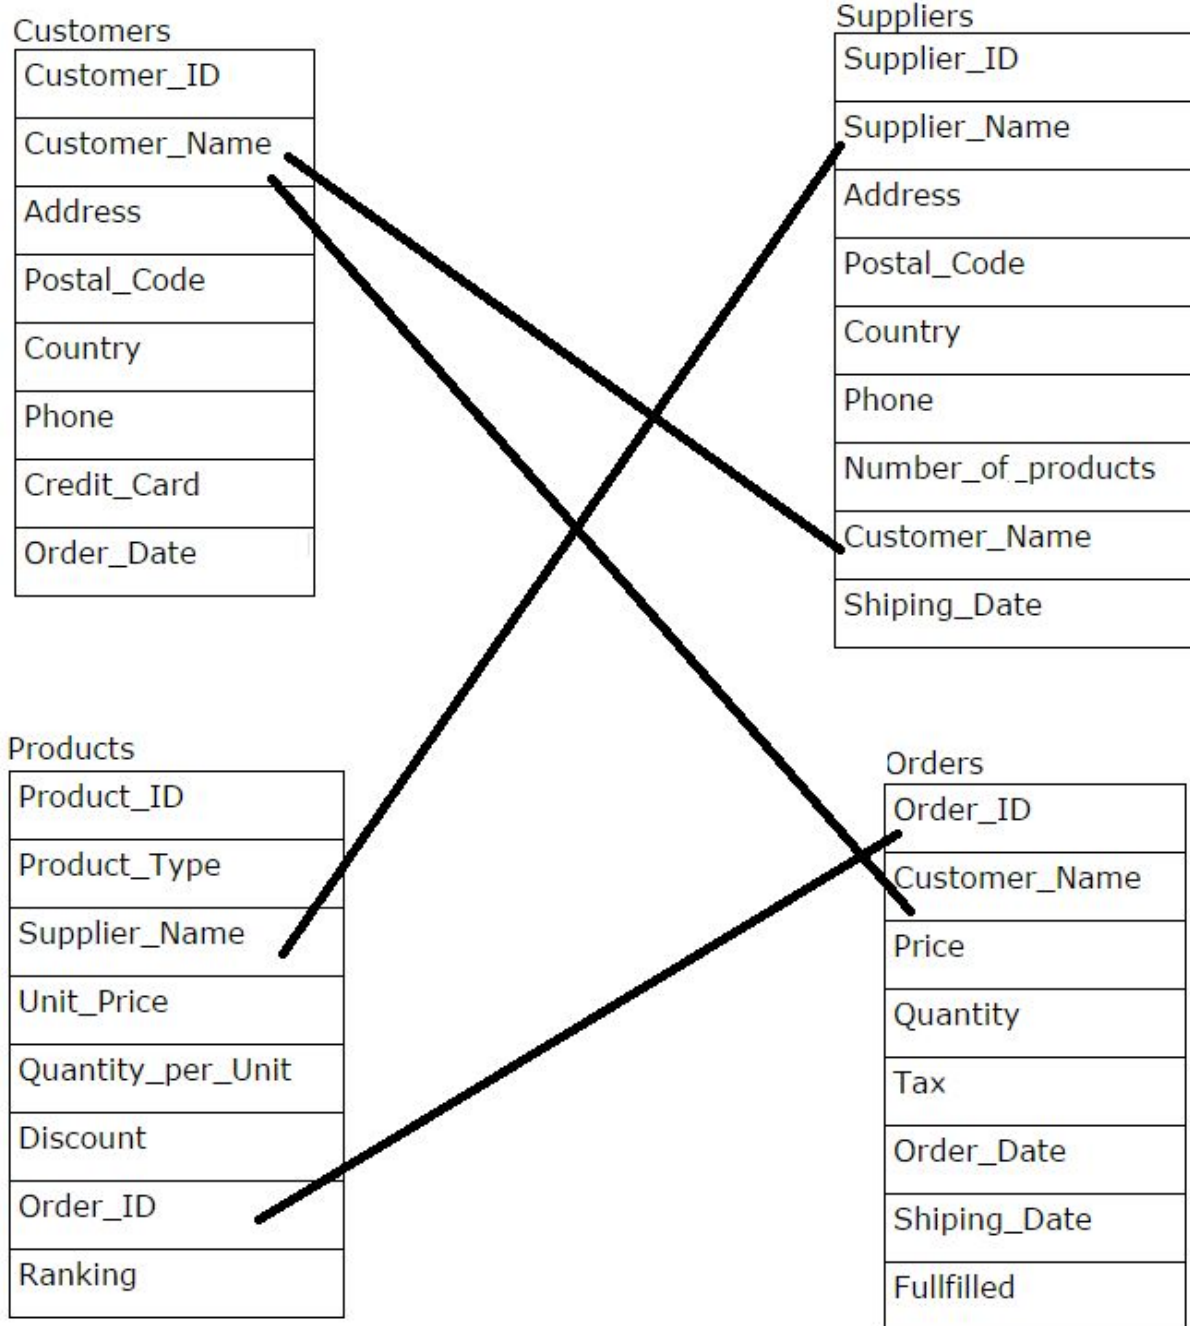 Customers
Customer_ID
Customer_Name
Address
Postal_Code
Country
Phone
Credit_Card
Order_Date
Suppliers
Supplier_ID
Supplier_Name
Address
Postal_Code
Country
Phone
Number_of_products
Customer_Name
Shiping_Date
Products
Product_ID
Product_Type
Supplier_Name
Unit_Price
Quantity_per_Unit
Discount
Order_ID
Ranking
Orders
Order_ID
Customer_Name
Price
Quantity
Tax
Order_Date
Shiping_Date
Fullfilled